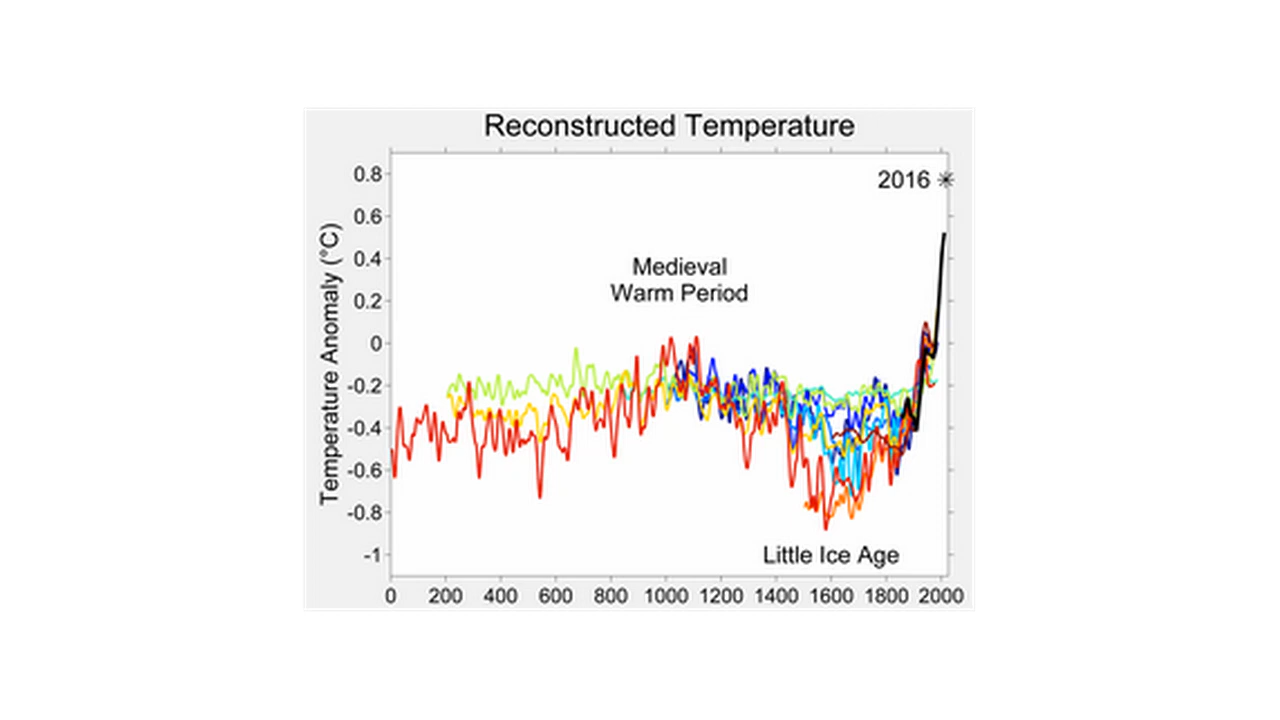 Reconstructed Temperature
Temperature Anomaly (°C)
0.8
0.6
0.4
0.2
0
-0.2
-0.4
-0.6
-0.8
-1
2016
Medieval
Warm Period
Little Ice Age
0 200 400 600 800 1000 1200 1400 1600 1800 2000